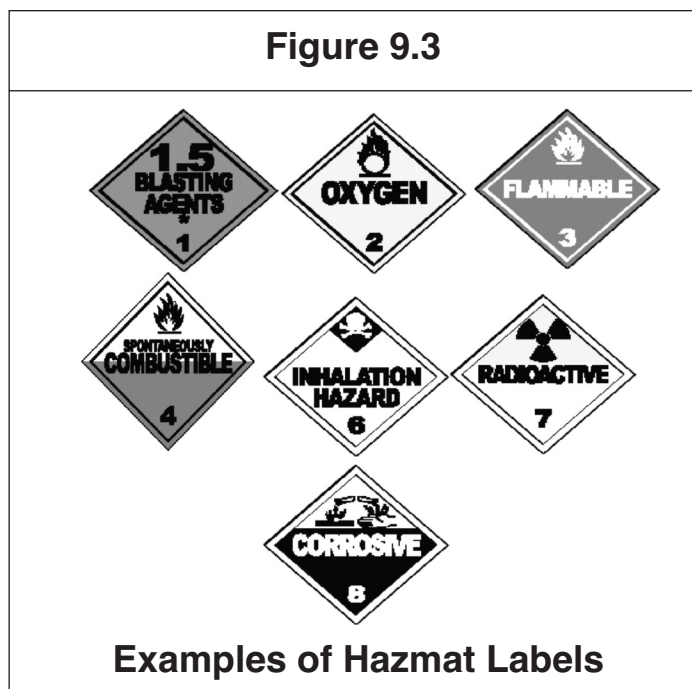 Figure 9.3
1.5
BLASTING
AGENTS
*
1
OXYGEN
2
FLAMMABLE
3
SPONTANEOUSLY
COMBUSTIBLE
4
INHALATION
HAZARD
6
RADIOACTIVE
7
CORROSIVE
8
Examples of Hazmat Labels